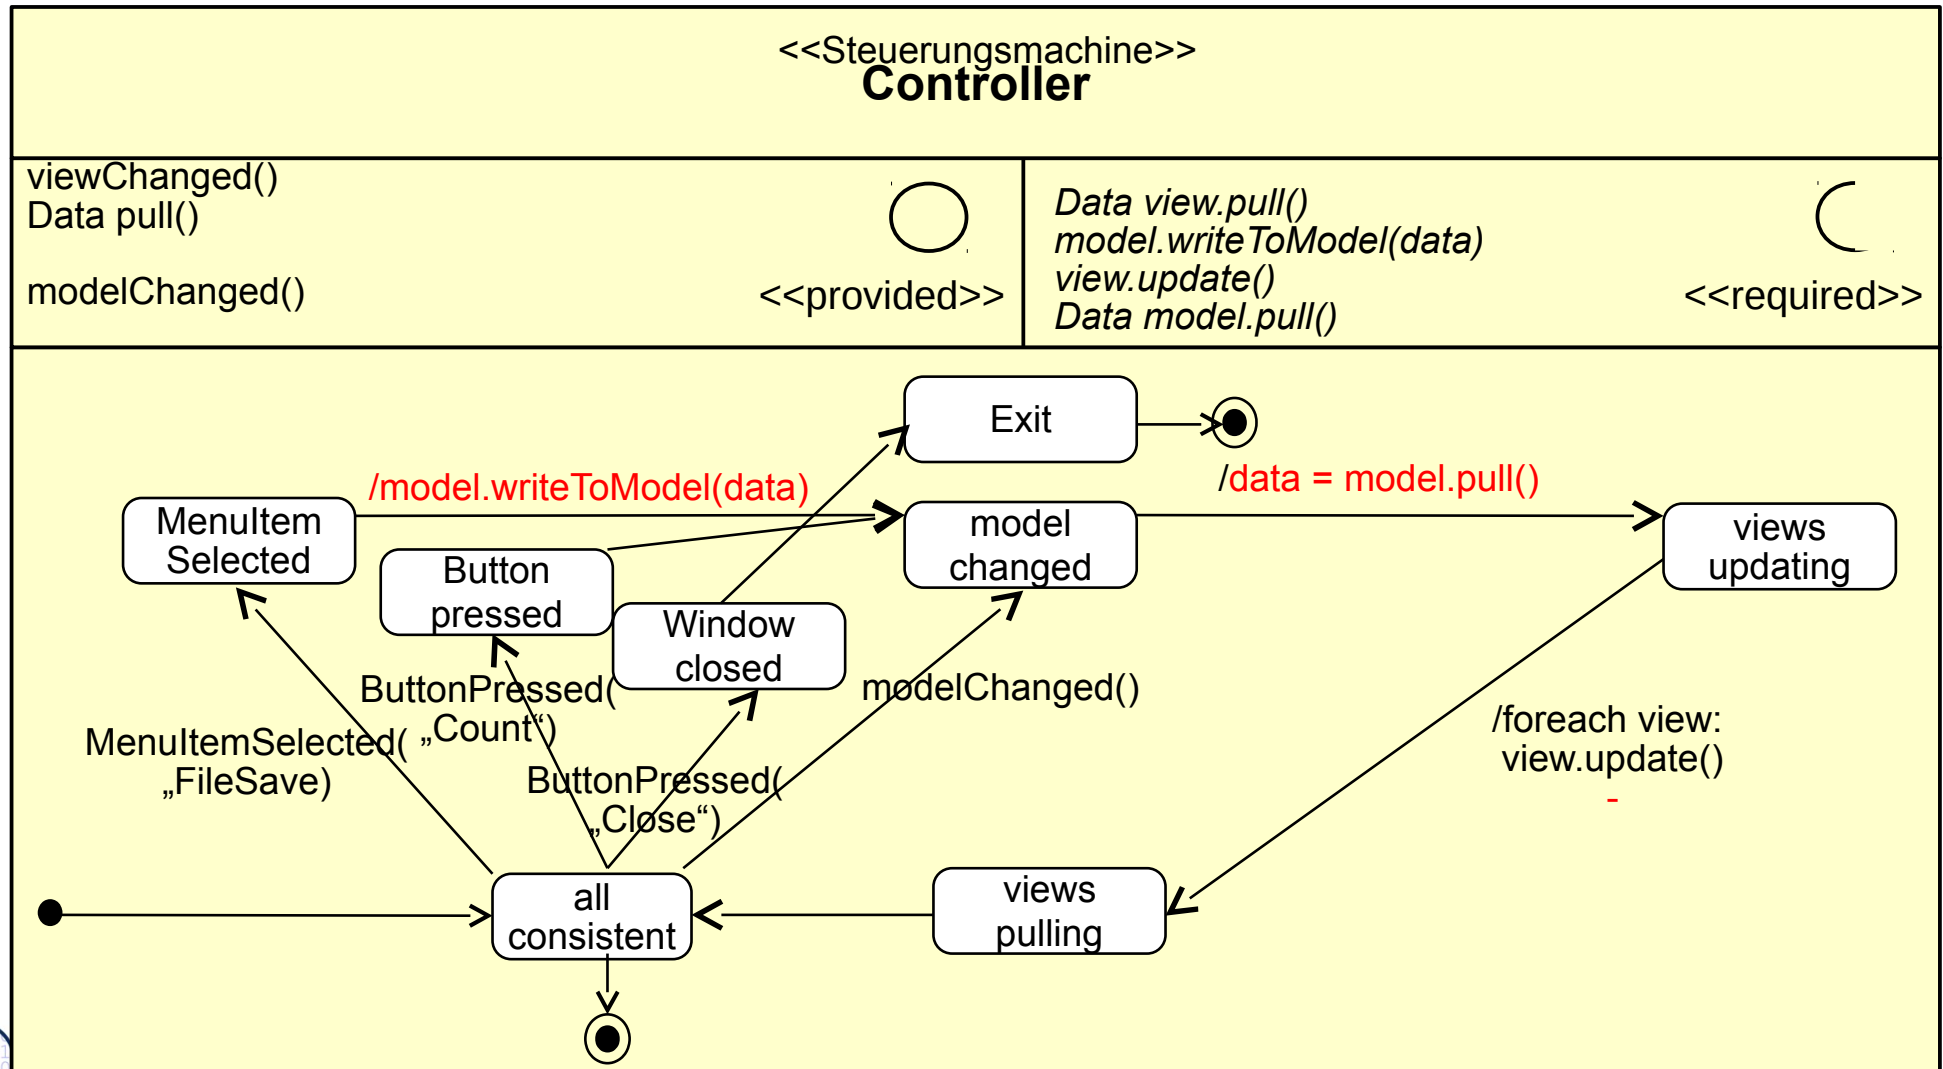 <<Steuerungsmachine>>
Controller
viewChanged()
Data pull()
modelChanged()
<<provided>>
Data view.pull()
model.writeToModel(data)
view.update()
Data model.pull()
<<required>>
Exit
/model.writeToModel(data)
/data = model.pull()
MenuItem
Selected
Button
pressed
Window
closed
model
changed
views
updating
MenuItemSelected(
„FileSave)
ButtonPressed(
„Count“)
ButtonPressed(
„Close“)
modelChanged()
/foreach view:
view.update()
-
all
consistent
views
pulling